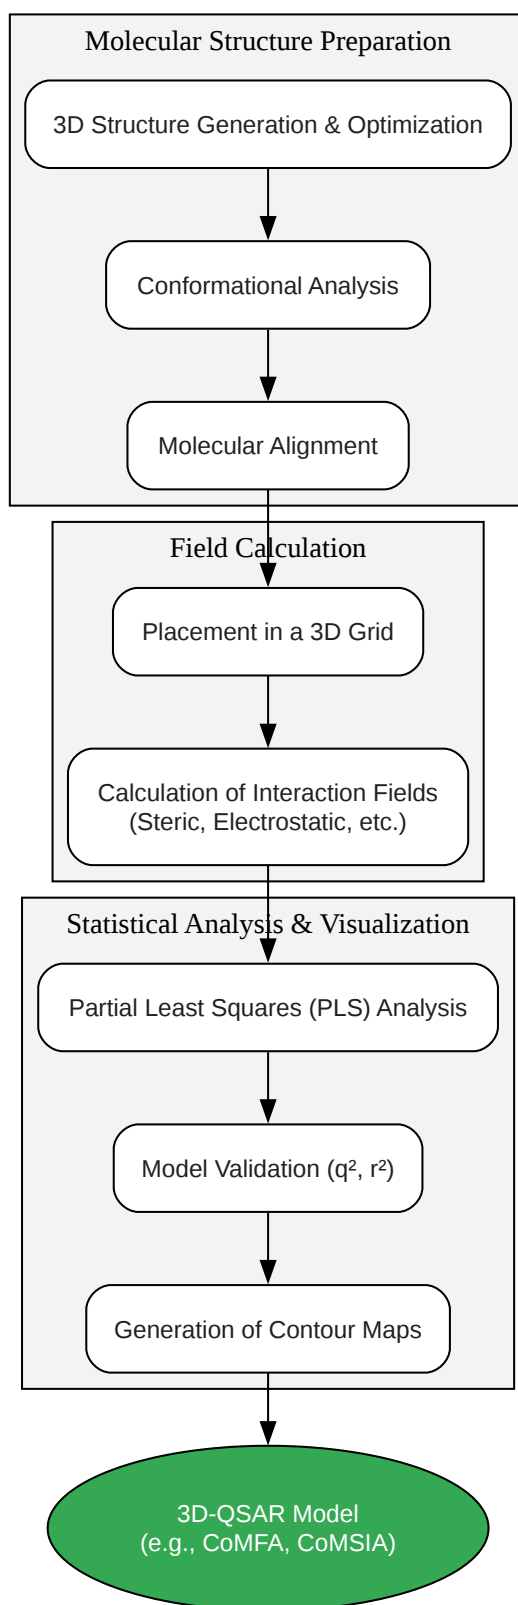 Molecular Structure Preparation
3D Structure Generation & Optimization
Conformational Analysis
Molecular Alignment
Field Calculation
Placement in a 3D Grid
Calculation of Interaction Fields
(Steric, Electrostatic, etc.)
Statistical Analysis & Visualization
Partial Least Squares (PLS) Analysis
Model Validation (q², r²)
Generation of Contour Maps
3D-QSAR Model
(e.g., CoMFA, CoMSIA)